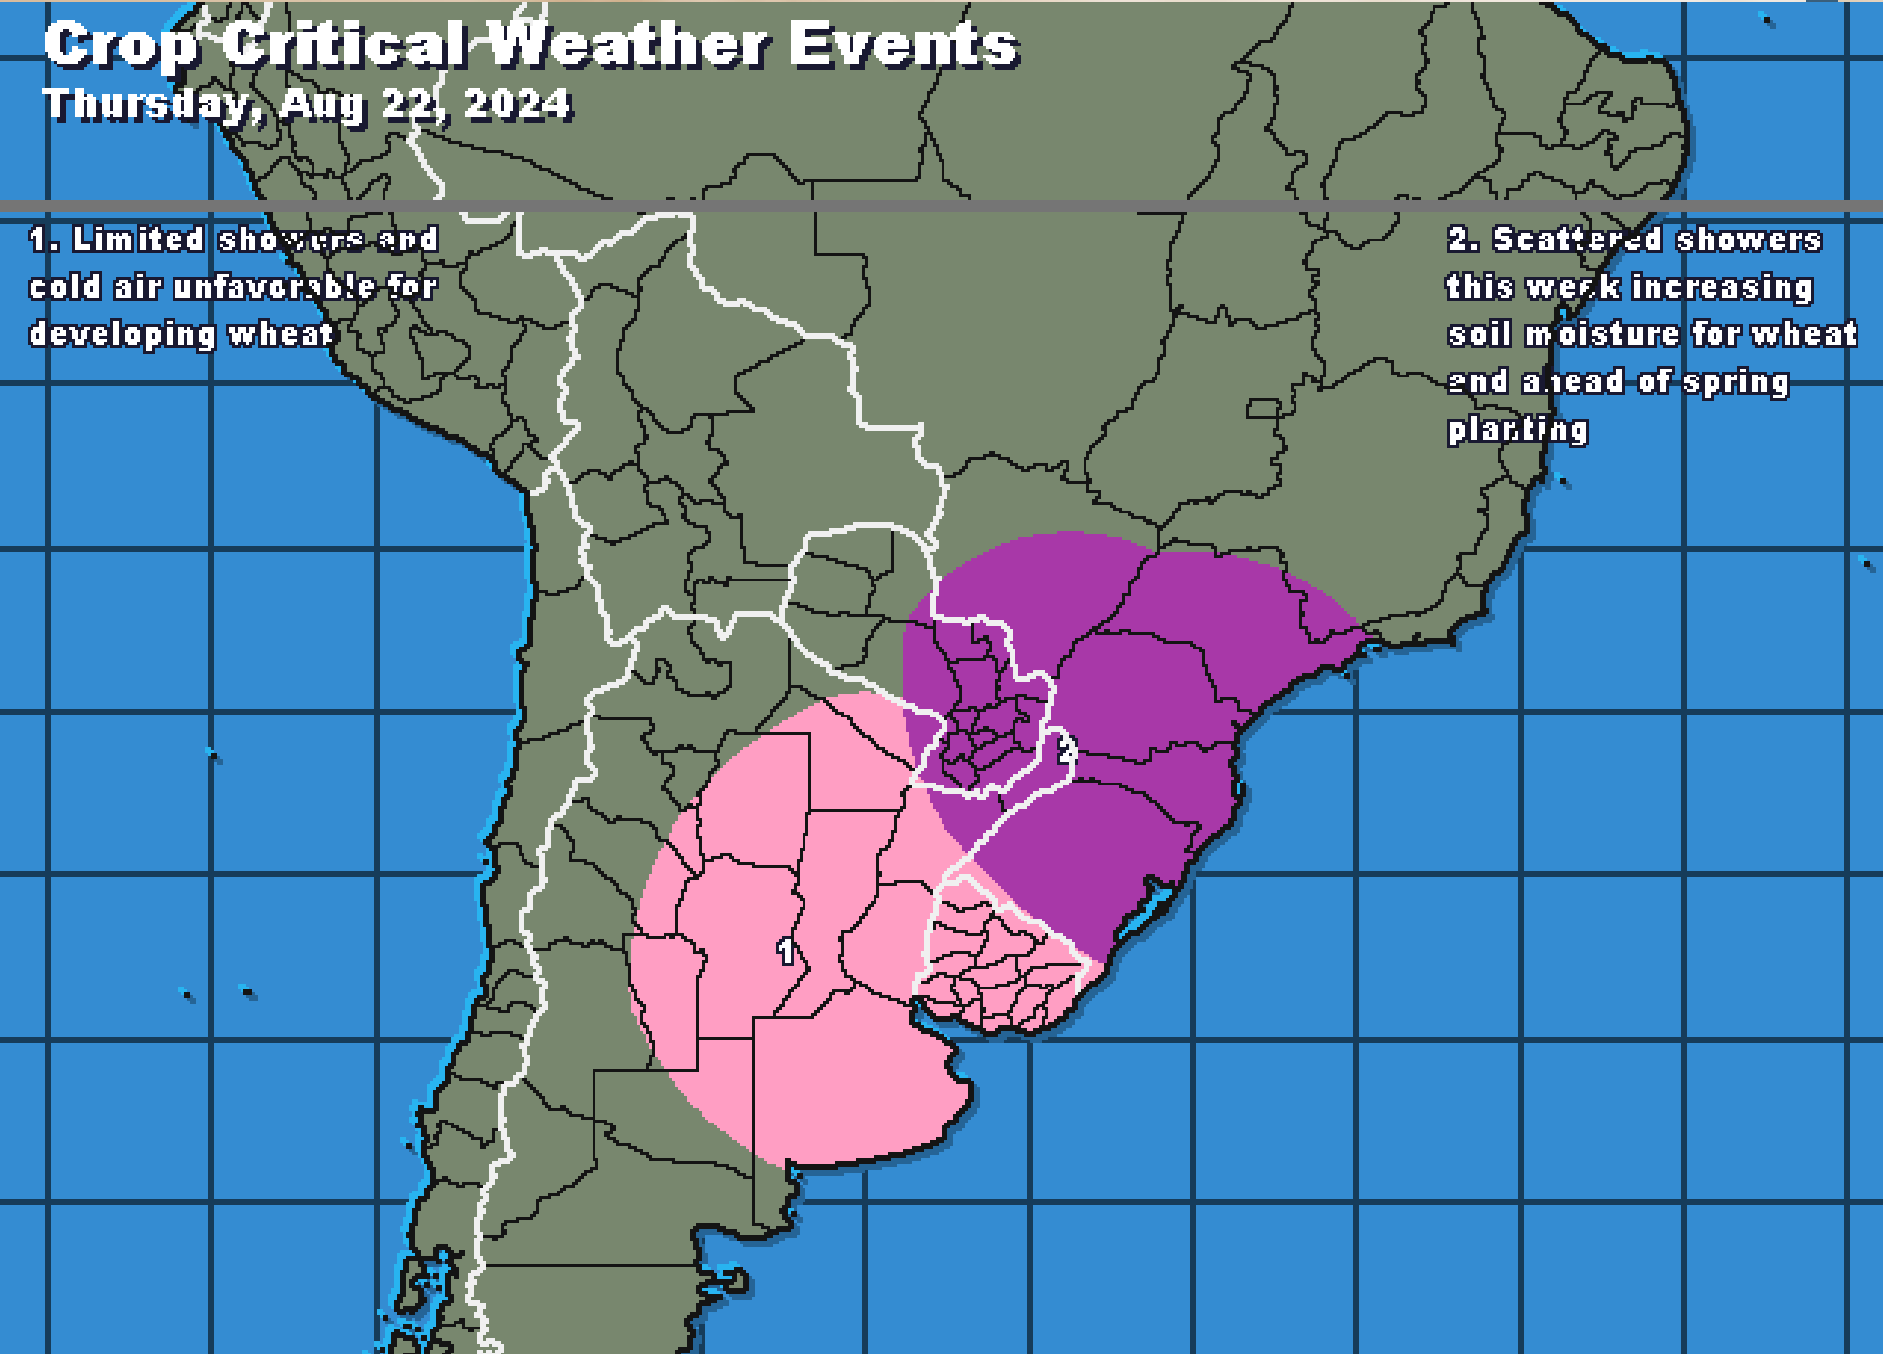 Crop Critical Weather Events
Thursday, Aug 22, 2024
1. Limited showers and
cold air unfavorable for
developing wheat
2. Scattered showers
this week increasing
soil moisture for wheat
and ahead of spring
planting
2
1